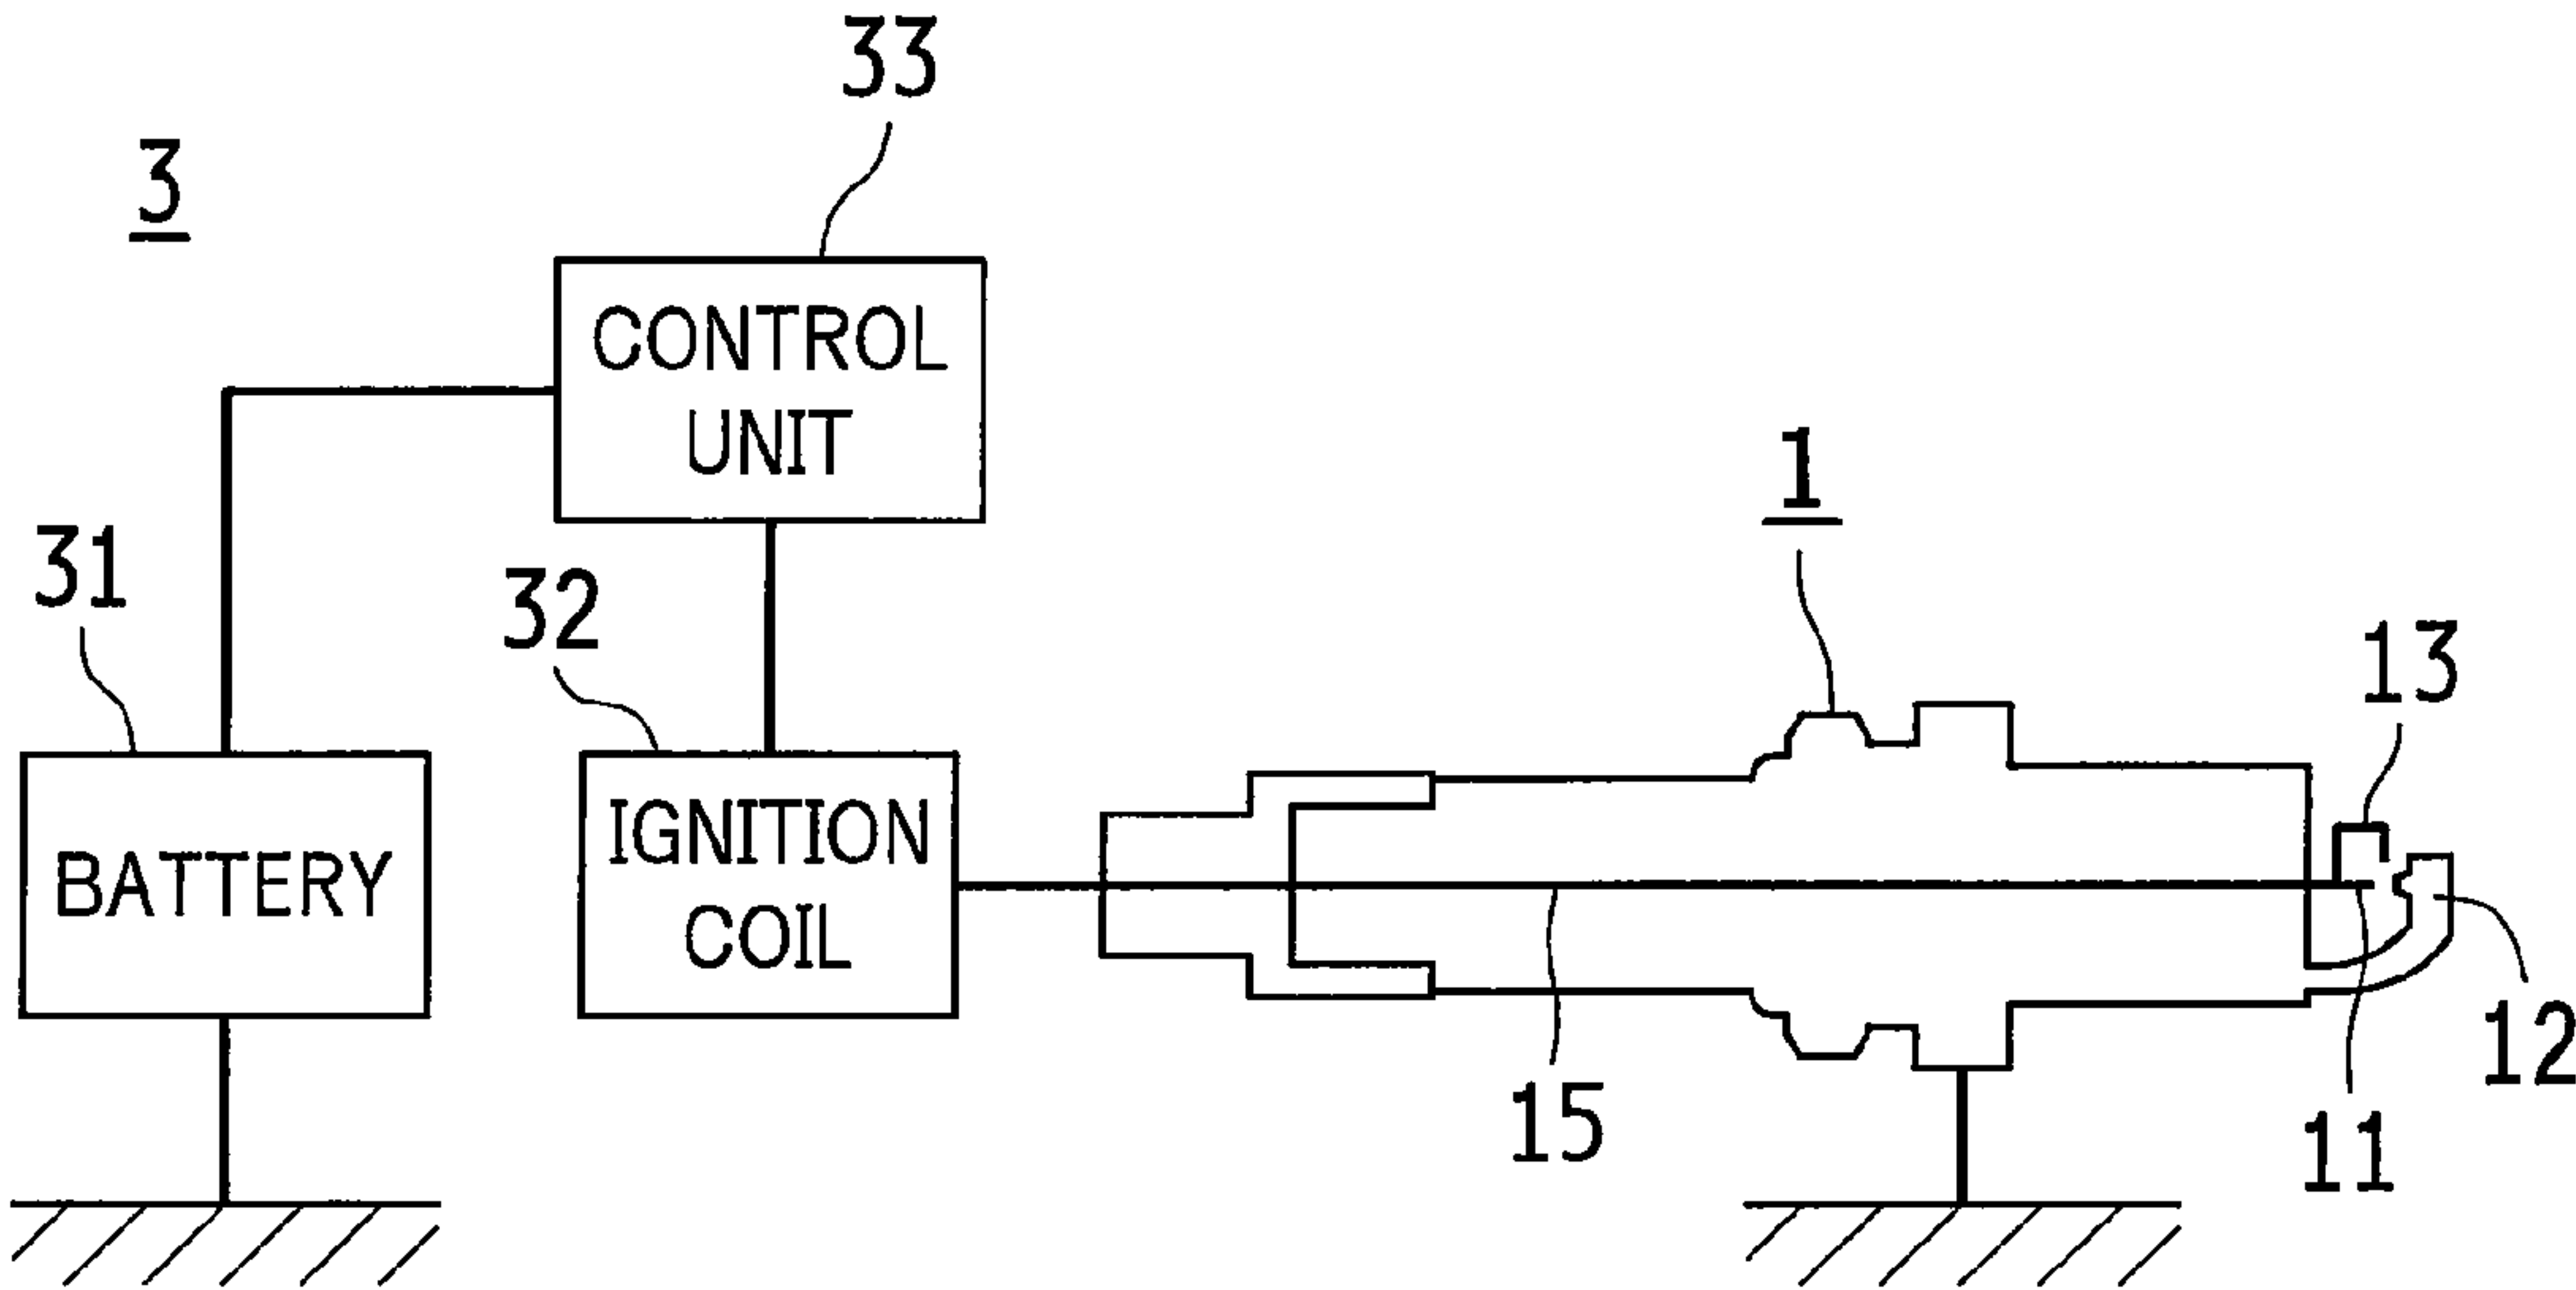 33
3
CONTROL
UNIT
1
31
32
13
BATTERY
IGNITION
COIL
12
15
11